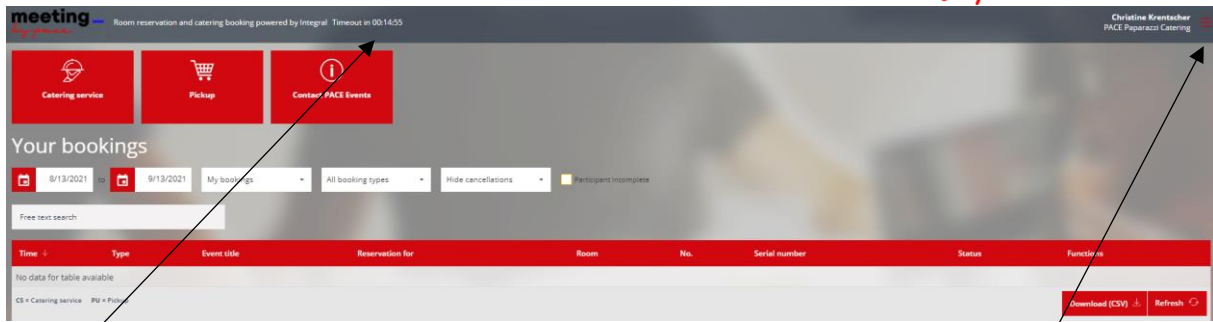 meeting
by pace
Room reservation and catering booking powered by Integral Timeout in 00:14:55
Christine Krentscher
PACE Paparazzi Catering
Catering service
Pickup
Contact PACE Events
Your bookings
8/13/2021 to 9/13/2021 My bookings All booking types Hide cancellations Participant incomplete
Free text search
Time Type Event title Reservation for Room No. Serial number Status Functions
No data for table available
CS = Catering service PU = Pickup
Download (CSV) Refresh